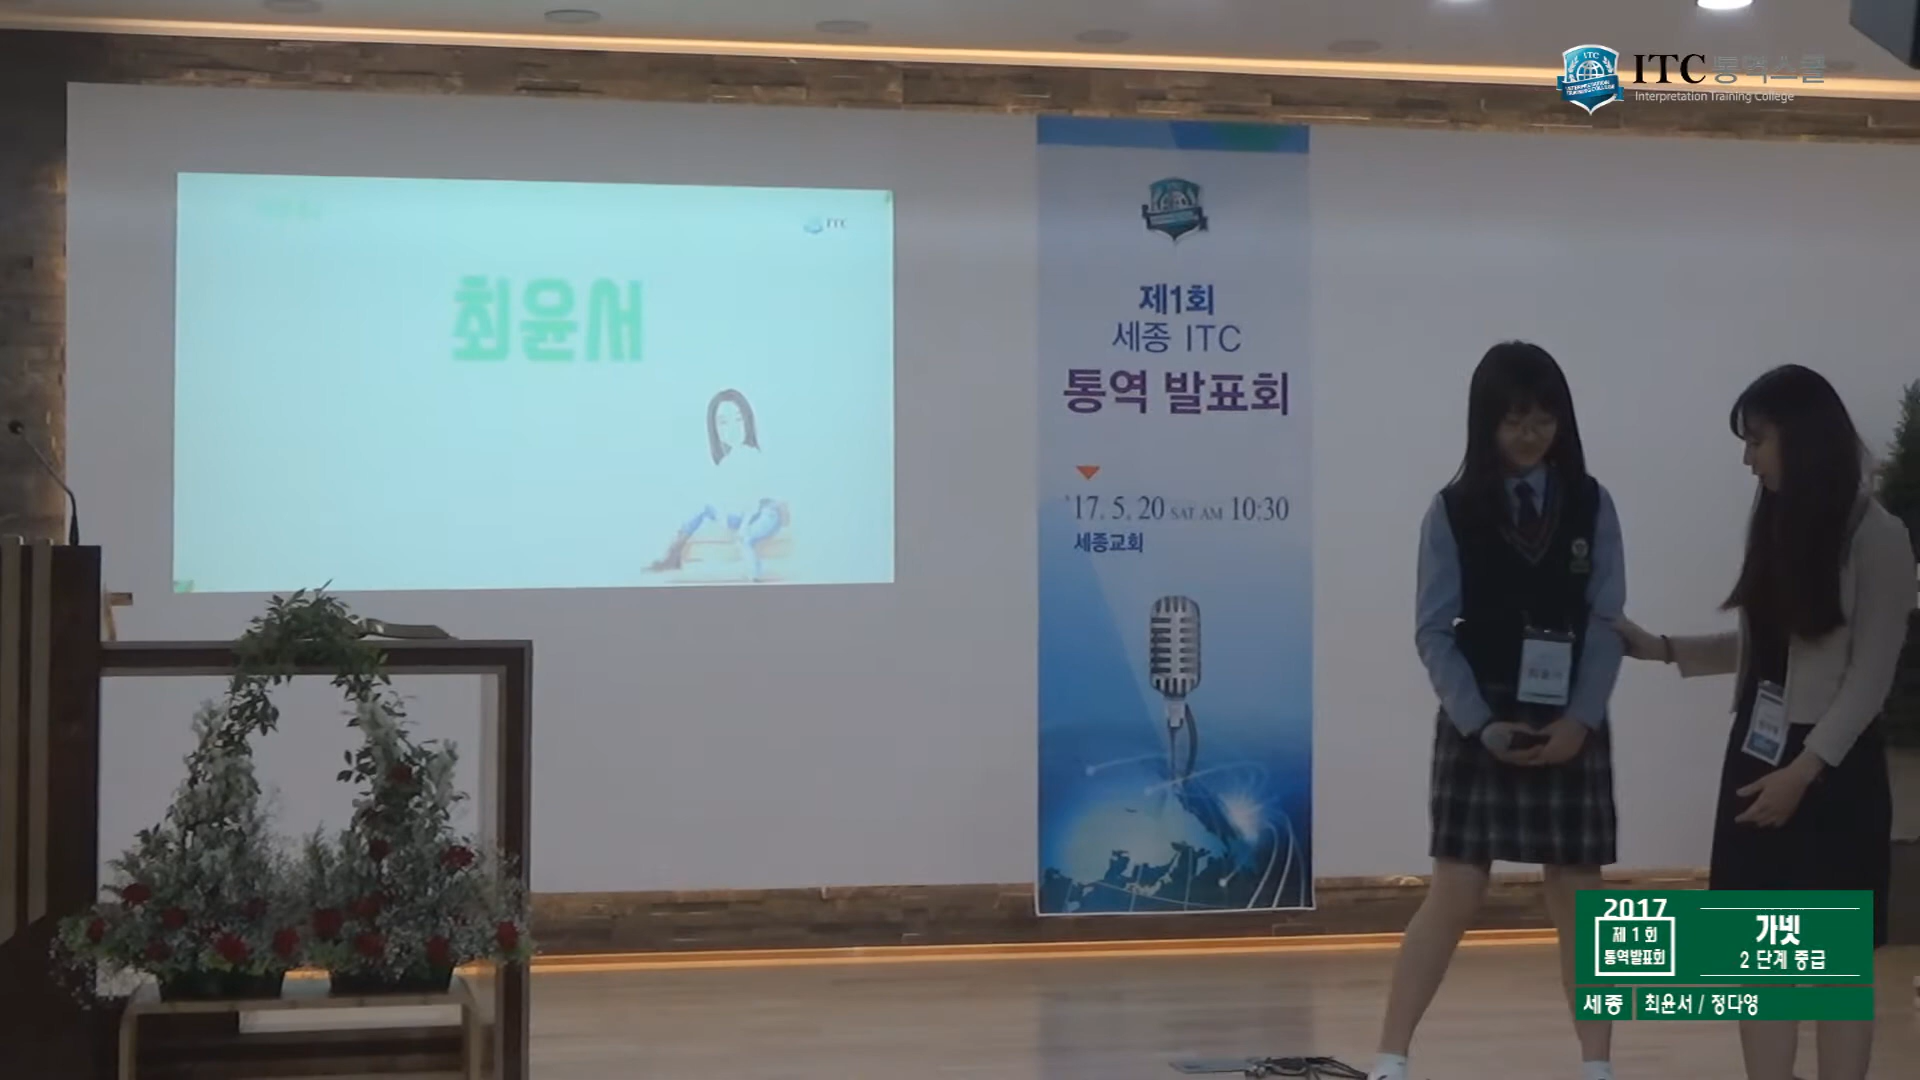 ITC 통역스쿨
Interpretation Training College
ITC
최윤서
제1회
세종 ITC
통역 발표회
'17. 5. 20 SAT AM 10:30
세종교회
2017
제 1 회
통역발표회
가넷
2 단계 중급
세종
최윤서 / 정다영